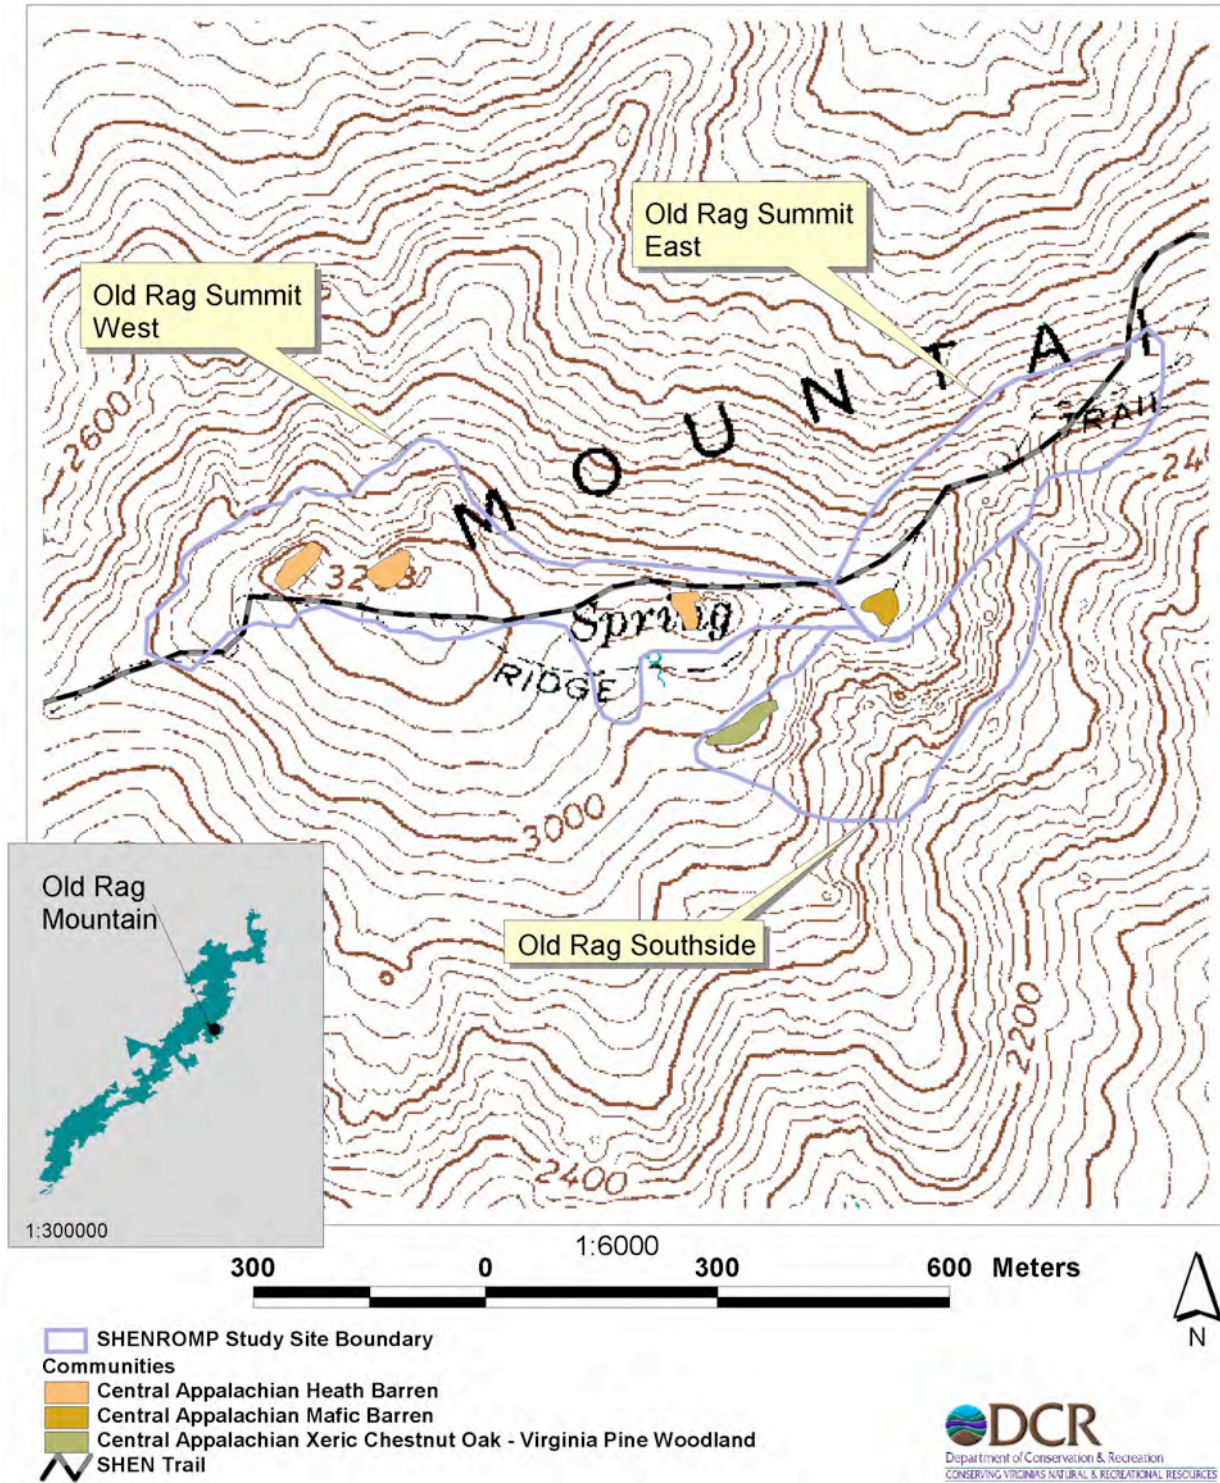 Old Rag Summit
East
Old Rag Summit
West
2600
MOUNTAI
TRAIL
Spring
RIDGE
3000
Old Rag
Mountain
Old Rag Southside
2200
2400
1:300000
1:6000
300 0 300 600 Meters
N
SHENROMP Study Site Boundary
Communities
Central Appalachian Heath Barren
Central Appalachian Mafic Barren
Central Appalachian Xeric Chestnut Oak - Virginia Pine Woodland
SHEN Trail
DCR
Department of Conservation & Recreation
CONSERVING VIRGINIA'S NATURAL & RECREATIONAL RESOURCES